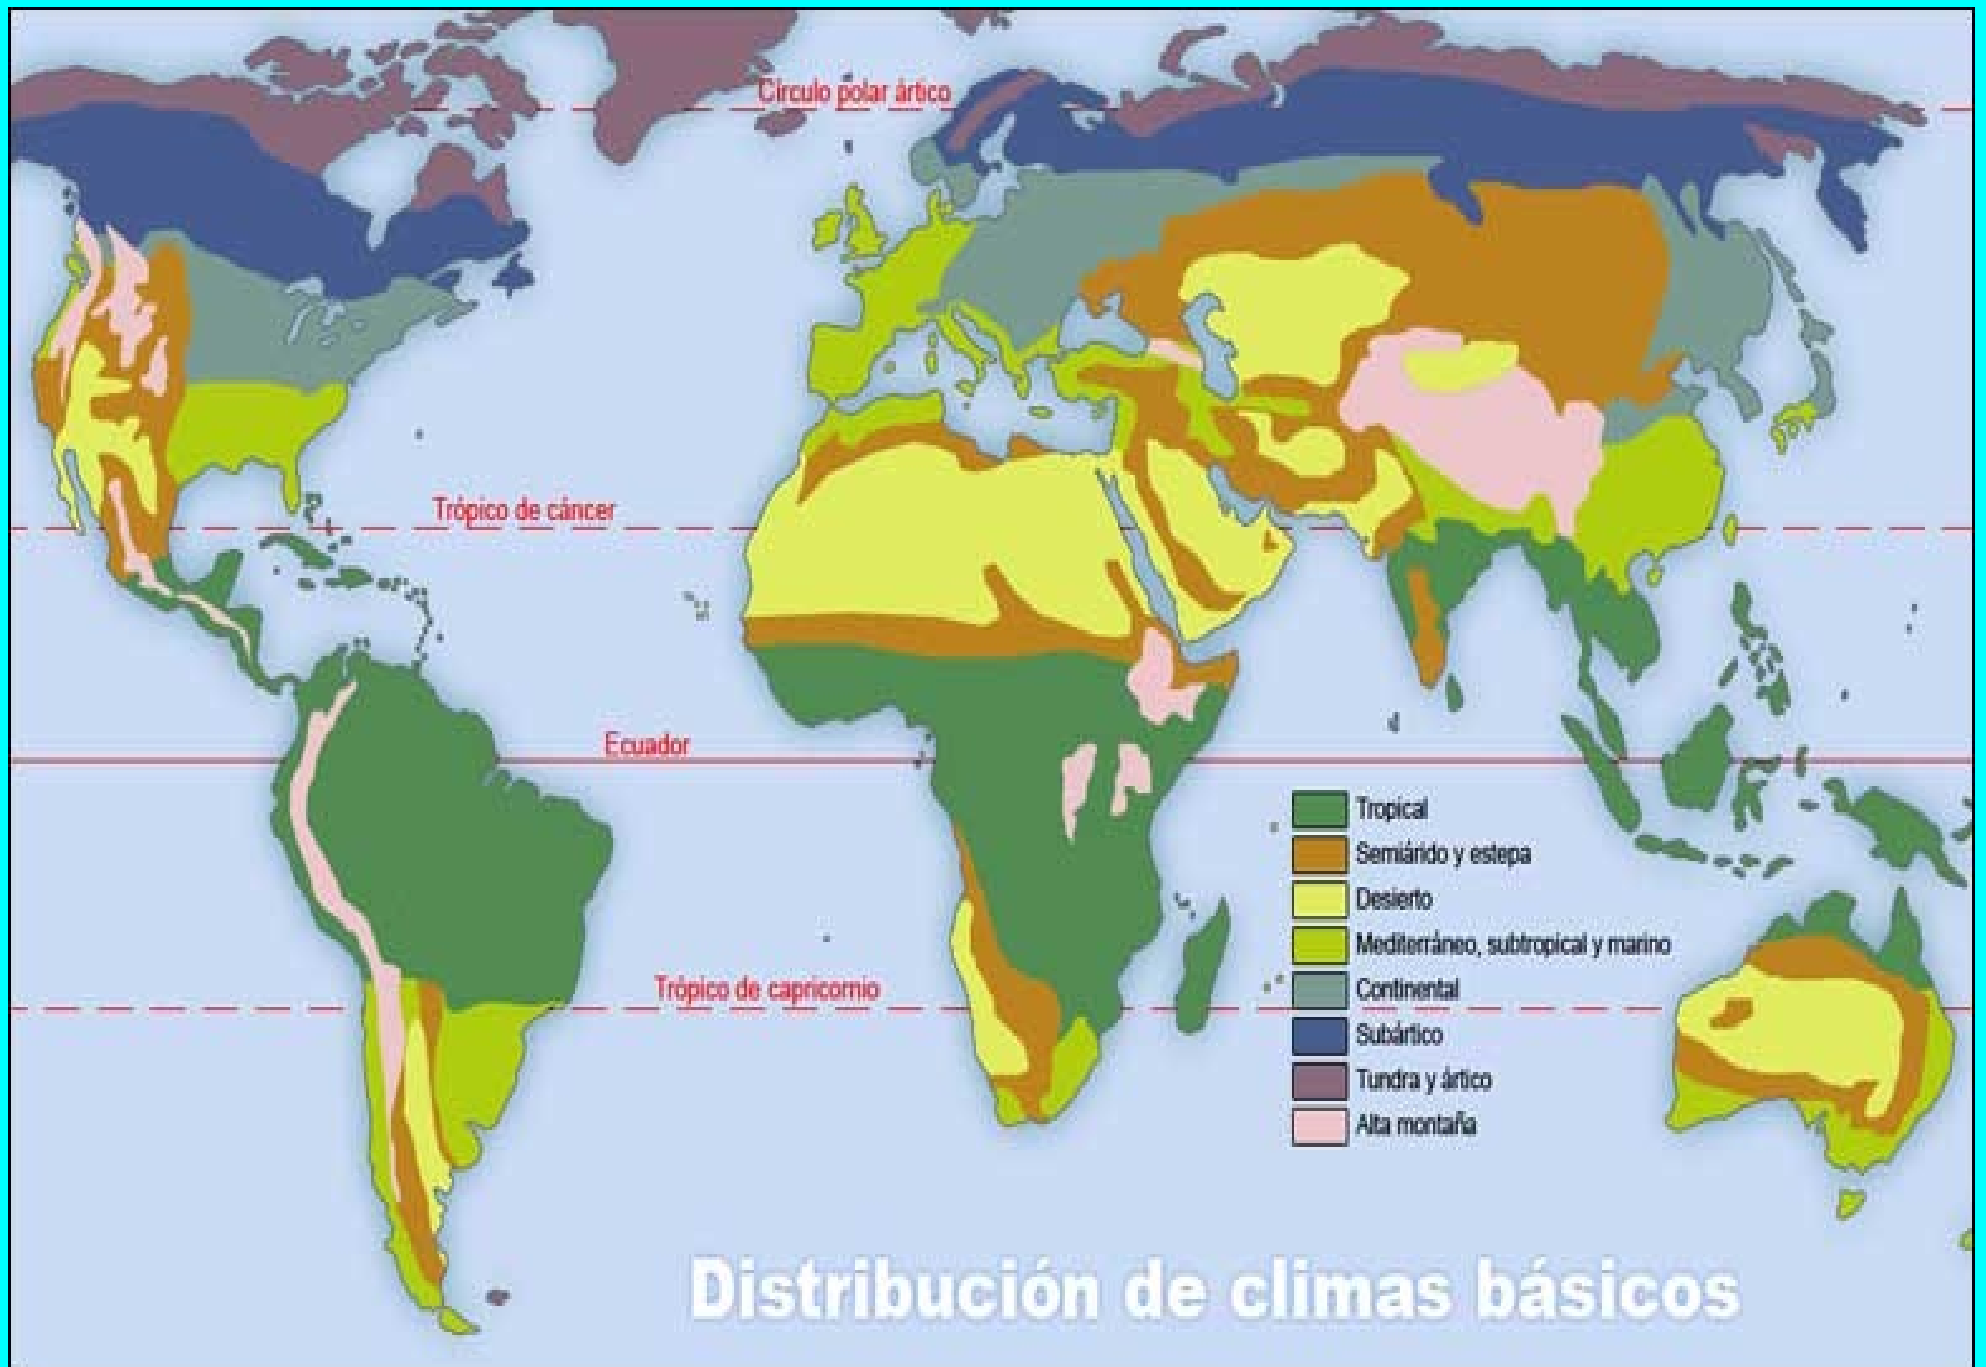 Círculo polar ártico
Trópico de cáncer
Ecuador
Trópico de capricornio
Tropical
Semiárido y estepa
Desierto
Mediterráneo, subtropical y marino
Continental
Subártico
Tundra y ártico
Alta montaña
Distribución de climas básicos